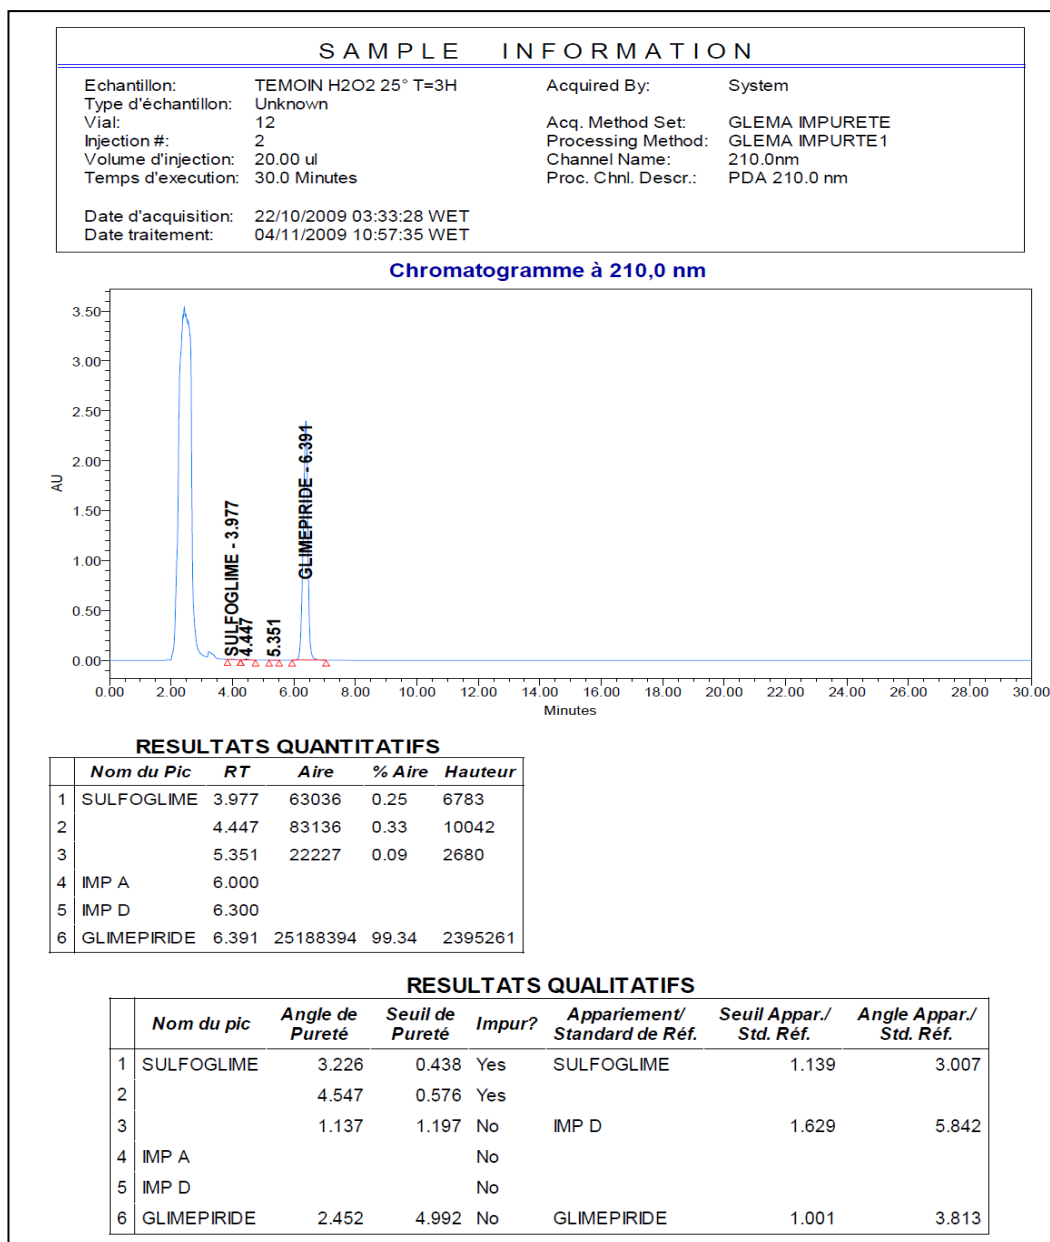 SAMPLE INFORMATION
Echantillon: TEMOIN H2O2 25° T=3H Acquired By: System
Type d'échantillon: Unknown
Vial: 12 Acq. Method Set: GLEMA IMPURETE
Injection #: 2 Processing Method: GLEMA IMPURTE1
Volume d'injection: 20.00 ul Channel Name: 210.0nm
Temps d'execution: 30.0 Minutes Proc. Chnl. Descr.: PDA 210.0 nm
Date d'acquisition: 22/10/2009 03:33:28 WET
Date traitement: 04/11/2009 10:57:35 WET
Chromatogramme à 210,0 nm
AU
3.50
3.00
2.50
2.00
1.50
1.00
0.50
0.00
SULFOGLIME - 3.977
4.447
5.351
GLIMEPIRIDE - 6.391
0.00 2.00 4.00 6.00 8.00 10.00 12.00 14.00 16.00 18.00 20.00 22.00 24.00 26.00 28.00 30.00
Minutes
RESULTATS QUANTITATIFS
Nom du Pic RT Aire % Aire Hauteur
1 SULFOGLIME 3.977 63036 0.25 6783
2 4.447 83136 0.33 10042
3 5.351 22227 0.09 2680
4 IMP A 6.000
5 IMP D 6.300
6 GLIMEPIRIDE 6.391 25188394 99.34 2395261
RESULTATS QUALITATIFS
Nom du pic Angle de Pureté Seuil de Pureté Impur? Appariement/ Standard de Réf. Seuil Appar./ Std. Réf. Angle Appar./ Std. Réf.
1 SULFOGLIME 3.226 0.438 Yes SULFOGLIME 1.139 3.007
2 4.547 0.576 Yes
3 1.137 1.197 No IMP D 1.629 5.842
4 IMP A No
5 IMP D No
6 GLIMEPIRIDE 2.452 4.992 No GLIMEPIRIDE 1.001 3.813